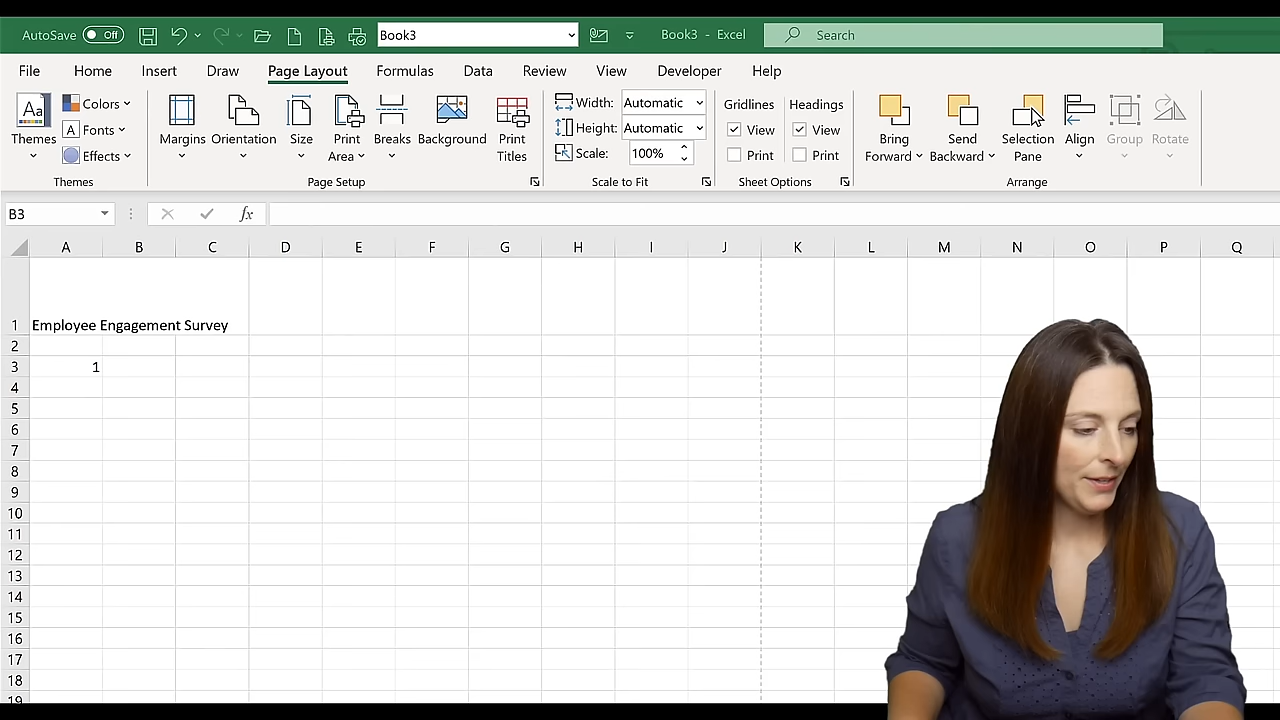 AutoSave Off Book3 Book3 - Excel Search
File Home Insert Draw Page Layout Formulas Data Review View Developer Help
Themes
Colors
Fonts
Effects
Themes
Margins Orientation Size Print Area Breaks Background Print Titles
Page Setup
Width: Automatic
Height: Automatic
Scale: 100%
Scale to Fit
Gridlines Headings
View View
Print Print
Sheet Options
Bring Forward Send Backward Selection Pane Align Group Rotate
Arrange
B3 fx
A B C D E F G H I J K L M N O P Q
1 Employee Engagement Survey
2
3 1
4
5
6
7
8
9
10
11
12
13
14
15
16
17
18
19